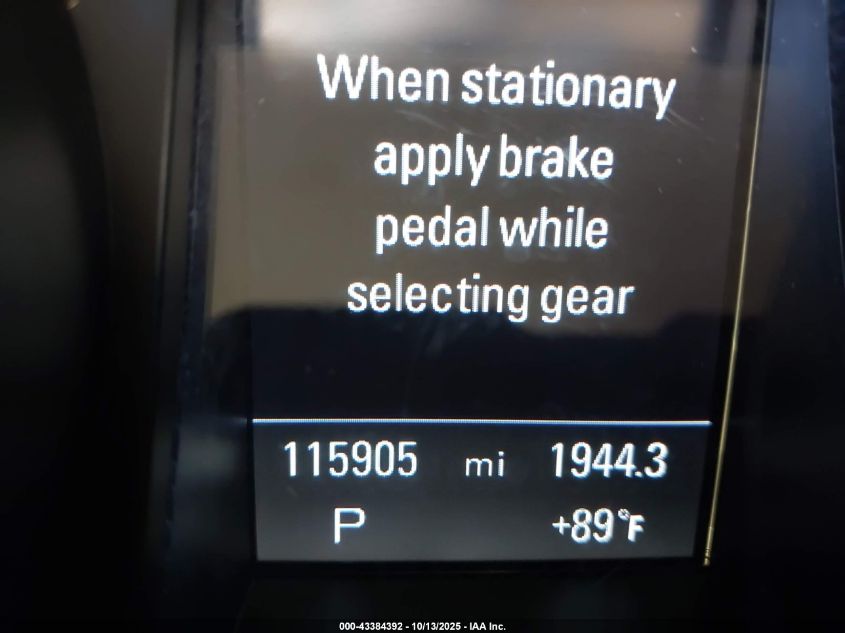 When stationary
apply brake
pedal while
selecting gear
115905 mi 1944.3
P +89°F
000-43384392 - 10/13/2025 - IAA Inc.